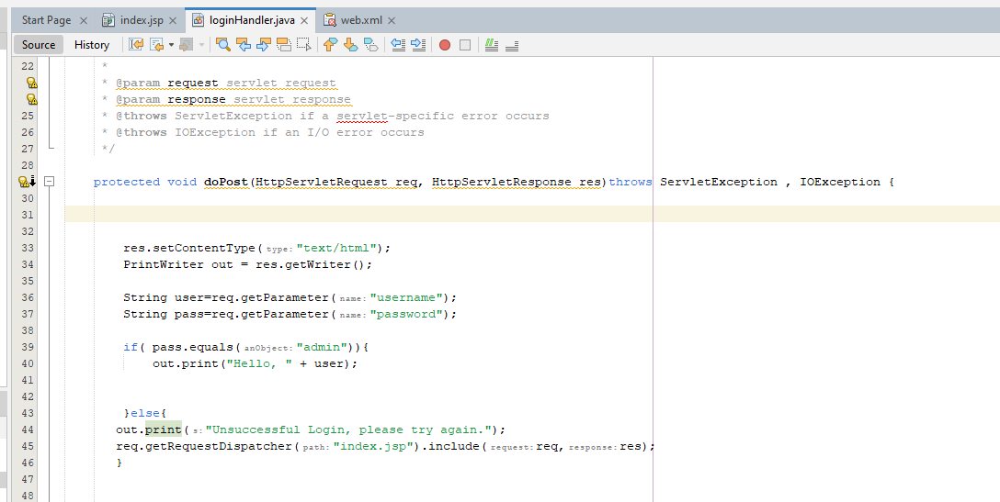 Start Page index.jsp loginHandler.java web.xml
Source History
22 *
* @param request servlet request
* @param response servlet response
25 * @throws ServletException if a servlet-specific error occurs
26 * @throws IOException if an I/O error occurs
27 */
28
protected void doPost(HttpServletRequest req, HttpServletResponse res)throws ServletException , IOException {
30
31
32
33 res.setContentType( type: "text/html");
34 PrintWriter out = res.getWriter();
35
36 String user=req.getParameter( name: "username");
37 String pass=req.getParameter( name: "password");
38
39 if( pass.equals( anObject: "admin")){
40 out.print("Hello, " + user);
41
42
43 }else{
44 out.print( s: "Unsuccessful Login, please try again.");
45 req.getRequestDispatcher( path: "index.jsp").include( request: req, response: res);
46 }
47
48